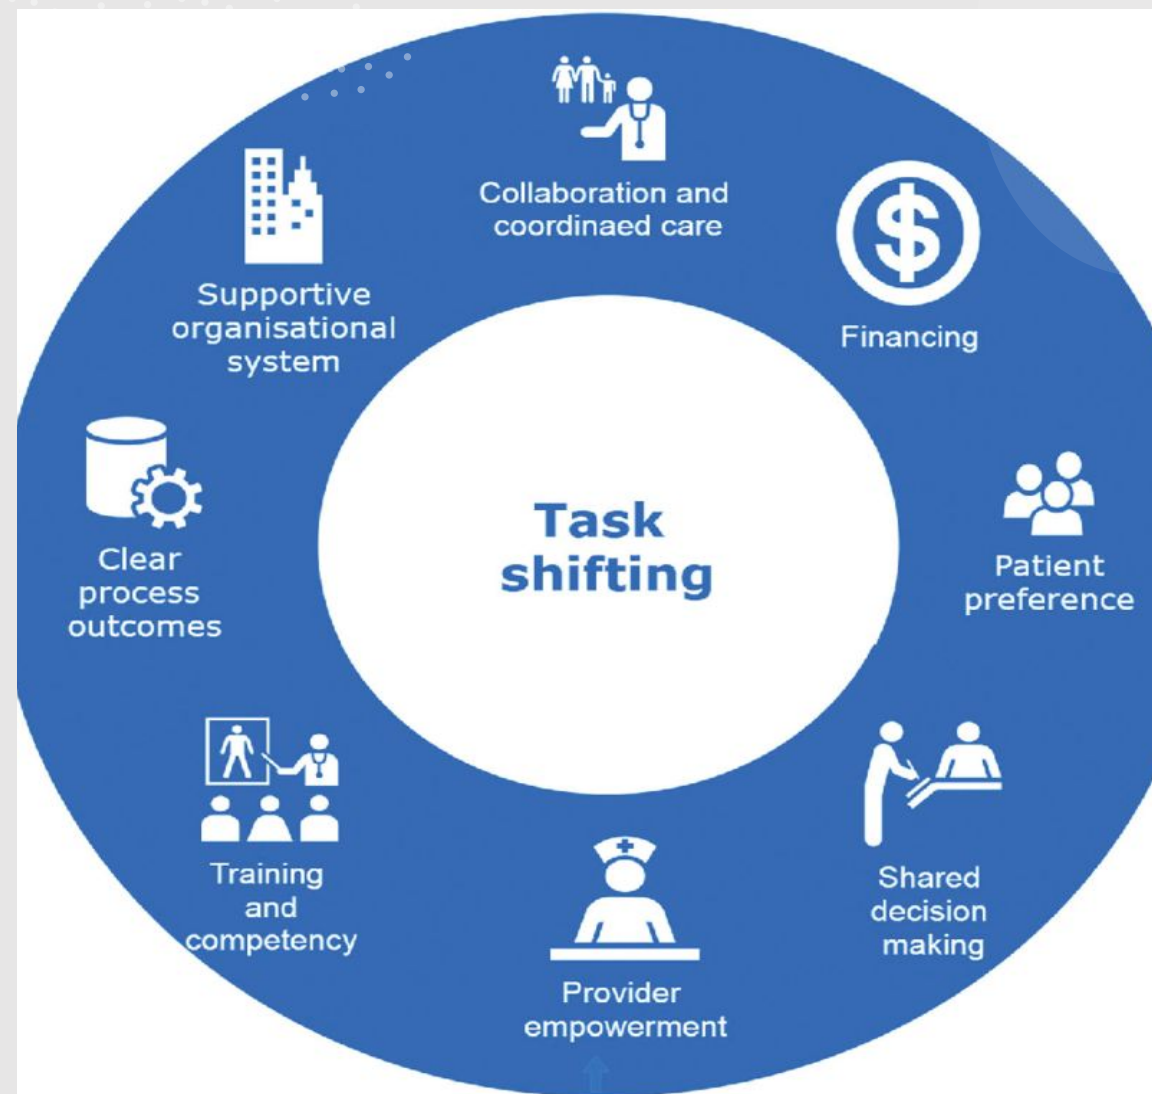 Collaboration and
coordinaed care
Financing
Patient
preference
Shared
decision
making
Provider
empowerment
Training
and
competency
Clear
process
outcomes
Supportive
organisational
system
Task
shifting